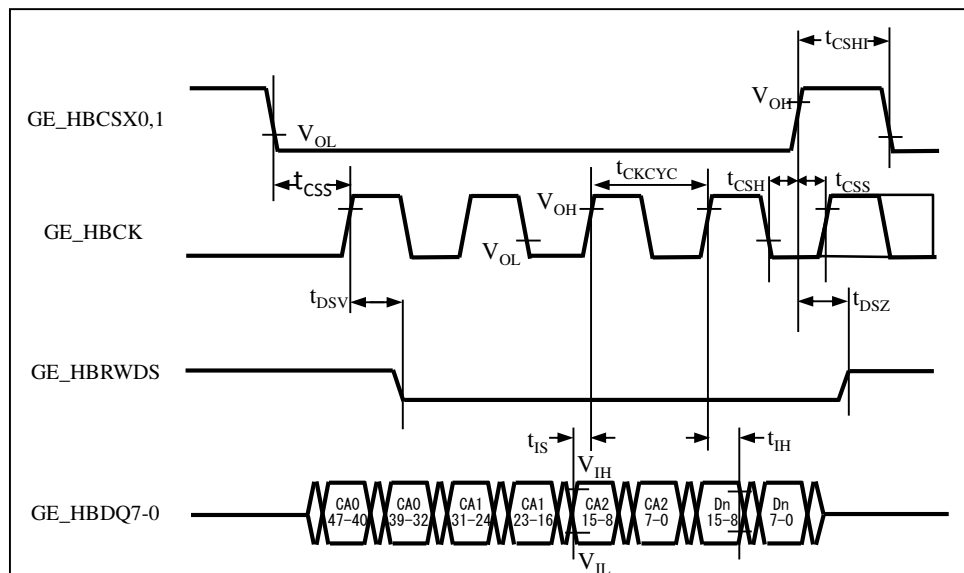 tCSHI
GE_HBCSX0,1
VOL
VOH
tCSS
tCKCYC
tCSH
tCSS
GE_HBCK
VOH
VOL
tDSV
tDSZ
GE_HBRWDS
tIS
VIH
tIH
GE_HBDQ7-0
CA0 47-40
CA0 39-32
CA1 31-24
CA1 23-16
CA2 15-8
CA2 7-0
Dn 15-8
Dn 7-0
VIL